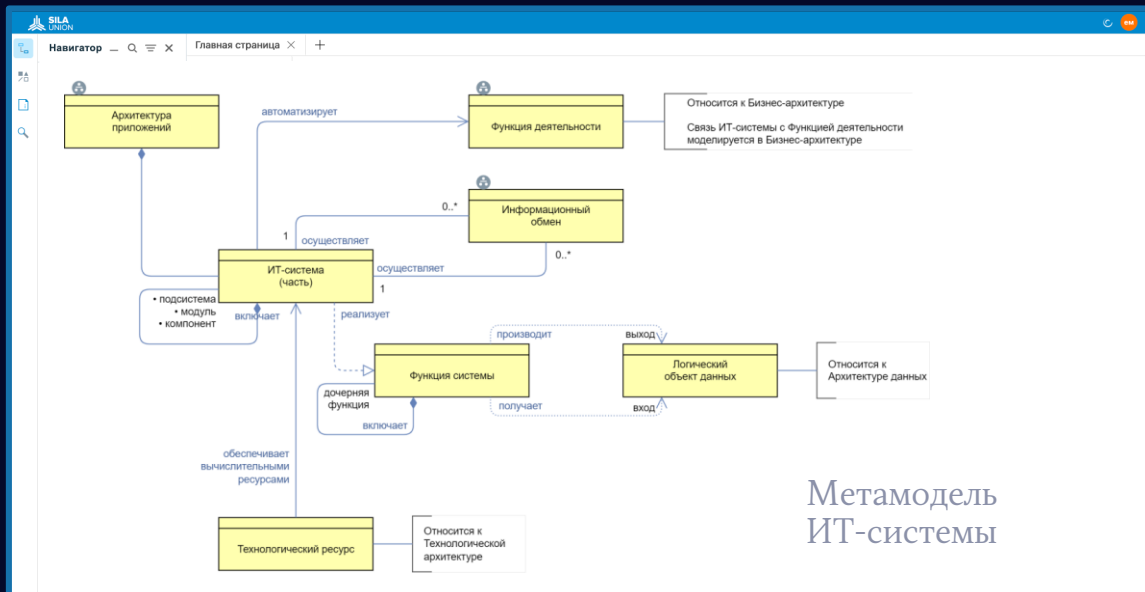 SILA
UNION
ем
Навигатор
Главная страница
Архитектура
приложений
автоматизирует
Функция деятельности
Относится к Бизнес-архитектуре
Связь ИТ-системы с Функцией деятельности
моделируется в Бизнес-архитектуре
0..*
Информационный
обмен
1
осуществляет
0..*
ИТ-система
(часть)
осуществляет
1
• подсистема
• модуль
• компонент
включает
реализует
производит
выход
Функция системы
Логический
объект данных
Относится к
Архитектуре данных
дочерняя
функция
получает
вход
включает
обеспечивает
вычислительными
ресурсами
Метамодель
ИТ-системы
Технологический ресурс
Относится к
Технологической
архитектуре